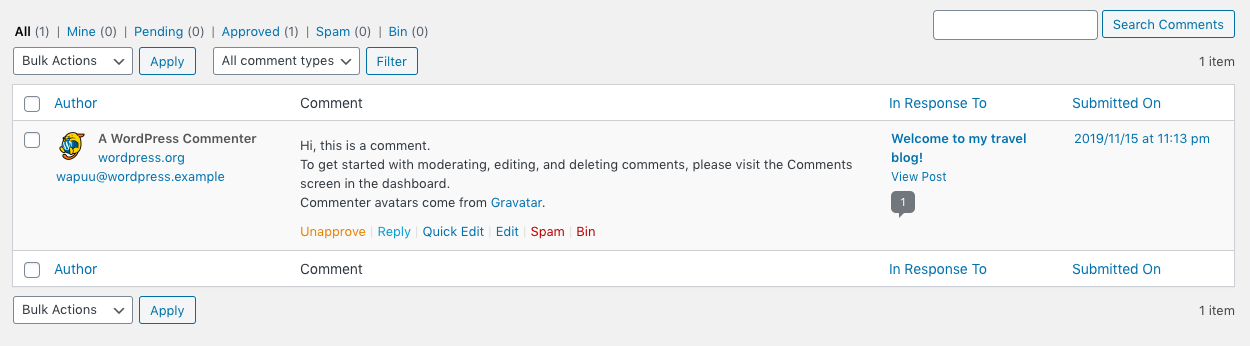 All (1) | Mine (0) | Pending (0) | Approved (1) | Spam (0) | Bin (0)
Search Comments
Bulk Actions Apply All comment types Filter 1 item
Author Comment In Response To Submitted On
A WordPress Commenter
wordpress.org
wapuu@wordpress.example
Hi, this is a comment.
To get started with moderating, editing, and deleting comments, please visit the Comments
screen in the dashboard.
Commenter avatars come from Gravatar.
Unapprove | Reply | Quick Edit | Edit | Spam | Bin
Welcome to my travel
blog!
View Post
1
2019/11/15 at 11:13 pm
Author Comment In Response To Submitted On
Bulk Actions Apply 1 item